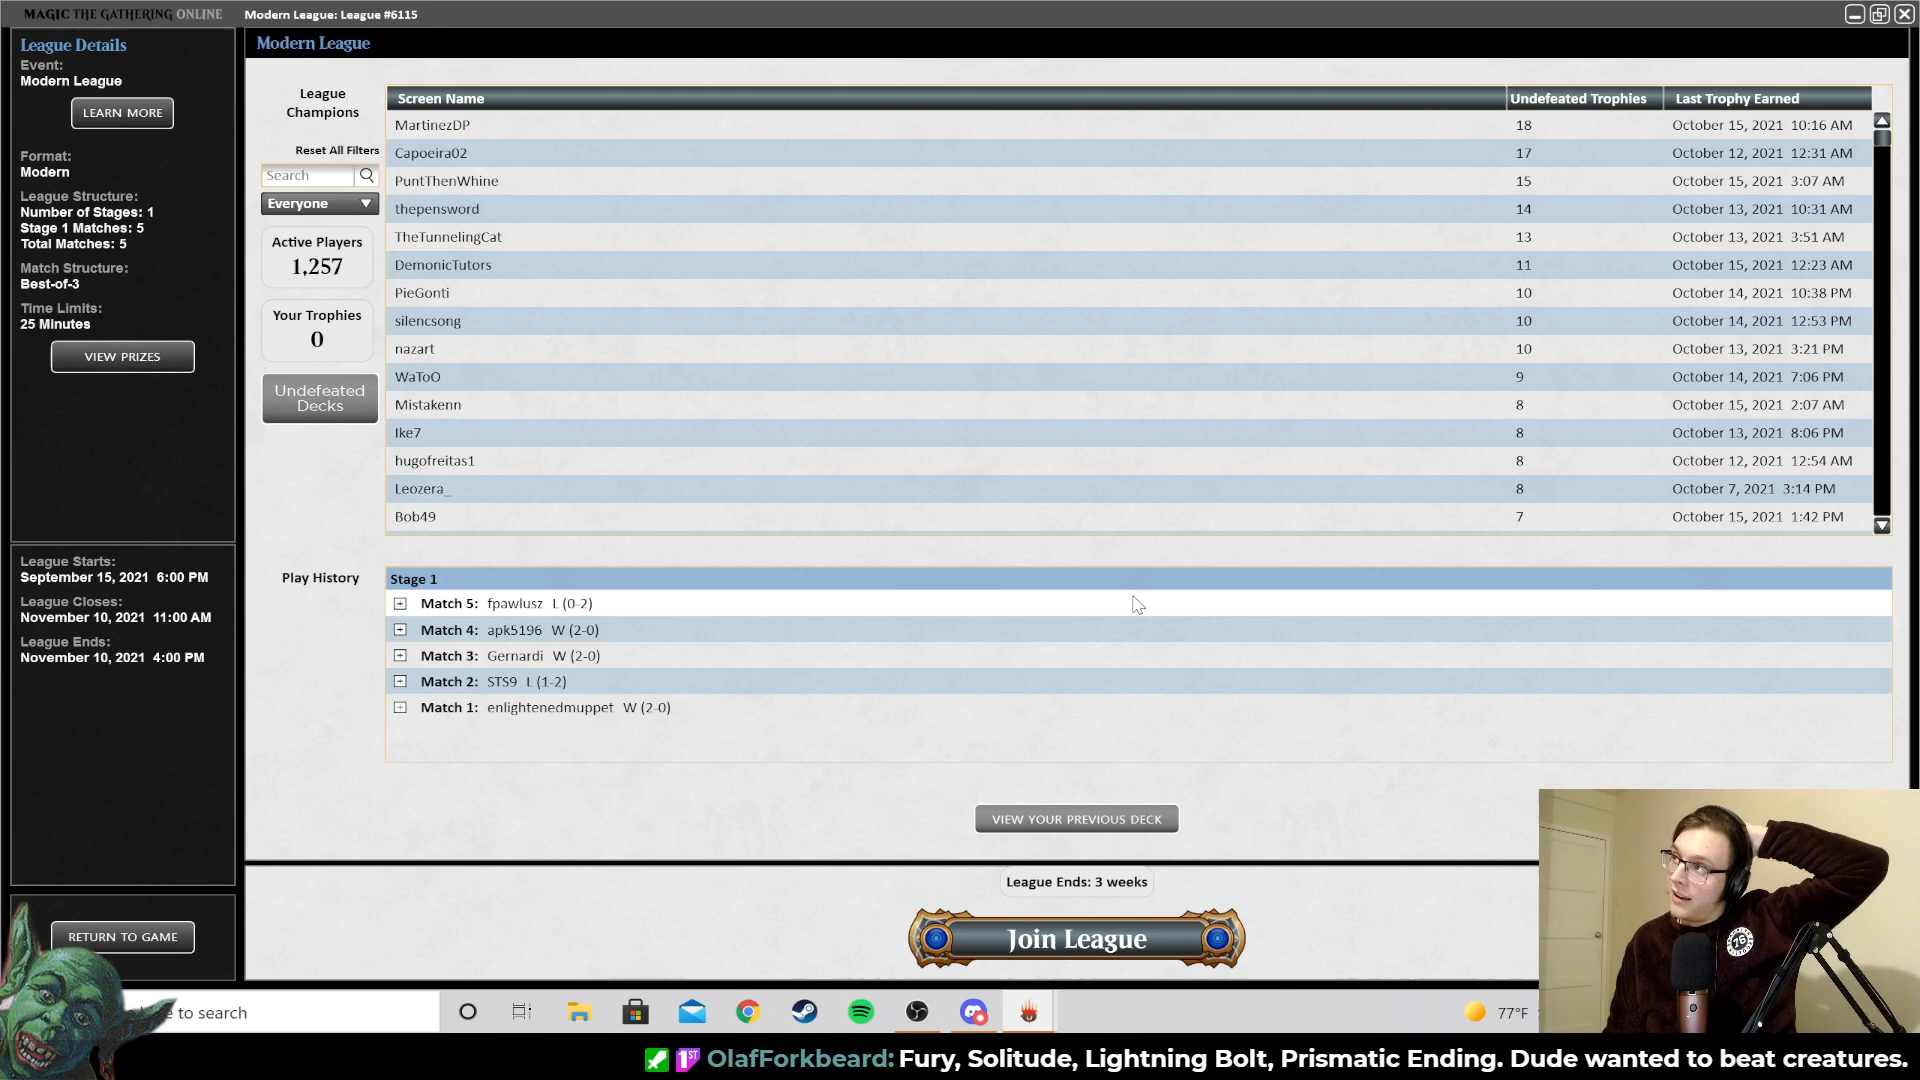 MAGIC THE GATHERING ONLINE
Modern League: League #6115
League Details
Event:
Modern League
LEARN MORE
Format:
Modern
League Structure:
Number of Stages: 1
Stage 1 Matches: 5
Total Matches: 5
Match Structure:
Best-of-3
Time Limits:
25 Minutes
VIEW PRIZES
League Starts:
September 15, 2021 6:00 PM
League Closes:
November 10, 2021 11:00 AM
League Ends:
November 10, 2021 4:00 PM
RETURN TO GAME
Modern League
League
Champions
Reset All Filters
Search
Everyone
Active Players
1,257
Your Trophies
0
Undefeated
Decks
Screen Name Undefeated Trophies Last Trophy Earned
MartinezDP 18 October 15, 2021 10:16 AM
Capoeira02 17 October 12, 2021 12:31 AM
PuntThenWhine 15 October 15, 2021 3:07 AM
thepensword 14 October 13, 2021 10:31 AM
TheTunnelingCat 13 October 13, 2021 3:51 AM
DemonicTutors 11 October 15, 2021 12:23 AM
PieGonti 10 October 14, 2021 10:38 PM
silencsong 10 October 14, 2021 12:53 PM
nazart 10 October 13, 2021 3:21 PM
WaToO 9 October 14, 2021 7:06 PM
Mistakenn 8 October 15, 2021 2:07 AM
Ike7 8 October 13, 2021 8:06 PM
hugofreitas1 8 October 12, 2021 12:54 AM
Leozera_ 8 October 7, 2021 3:14 PM
Bob49 7 October 15, 2021 1:42 PM
Play History
Stage 1
Match 5: fpawlusz L (0-2)
Match 4: apk5196 W (2-0)
Match 3: Gernardi W (2-0)
Match 2: STS9 L (1-2)
Match 1: enlightenedmuppet W (2-0)
VIEW YOUR PREVIOUS DECK
League Ends: 3 weeks
Join League
76
to search
77°F
1ST OlafForkbeard: Fury, Solitude, Lightning Bolt, Prismatic Ending. Dude wanted to beat creatures.